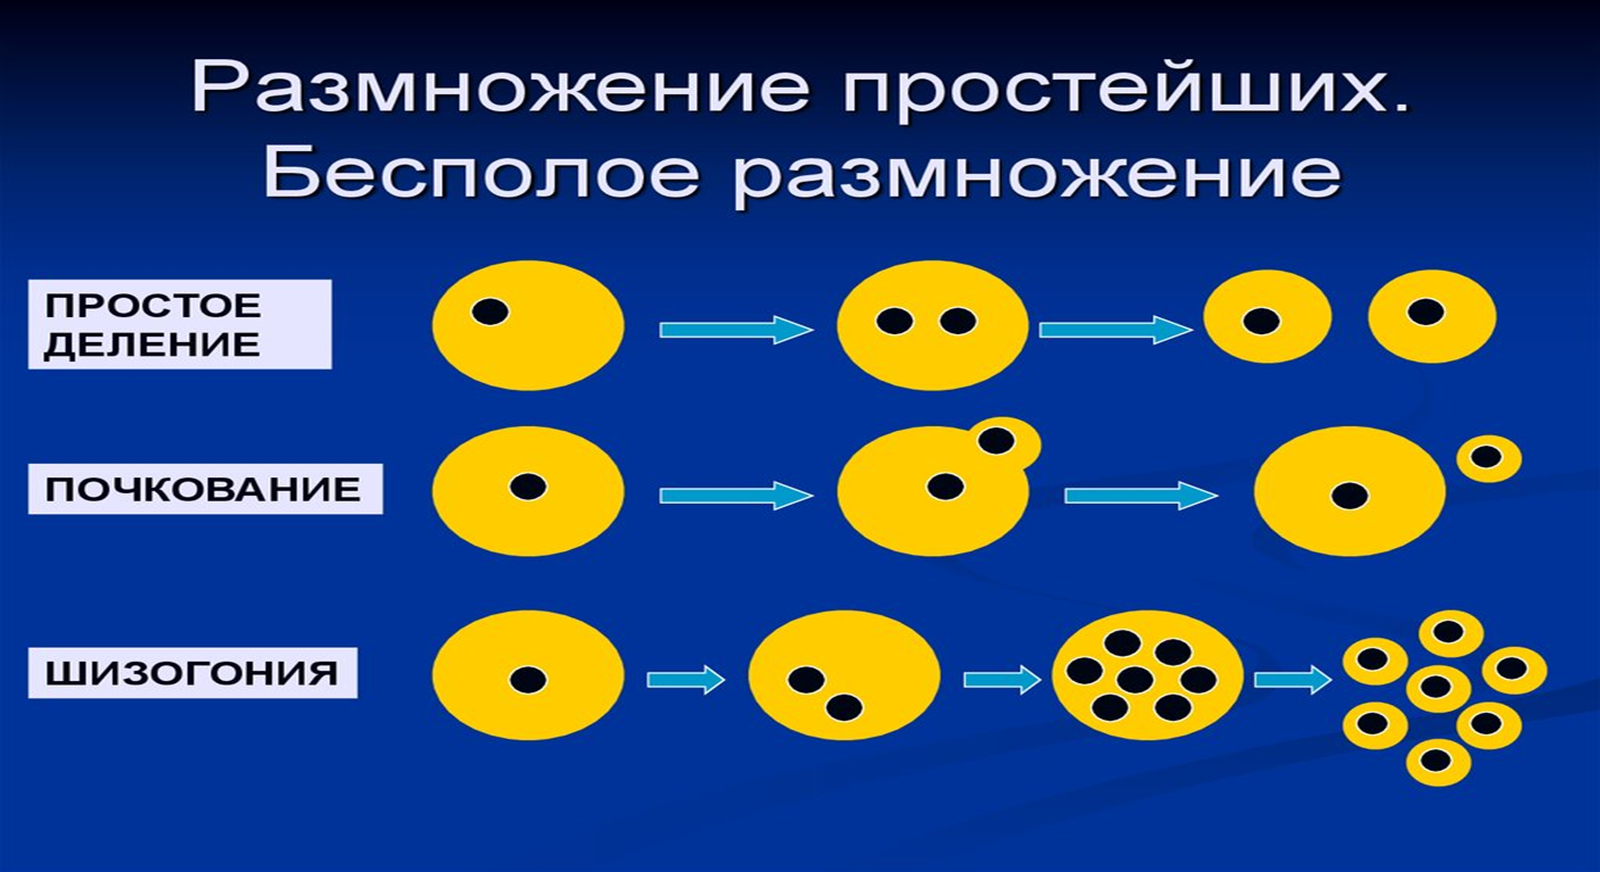 Размножение простейших.
Бесполое размножение
ПРОСТОЕ
ДЕЛЕНИЕ
ПОЧКОВАНИЕ
ШИЗОГОНИЯ